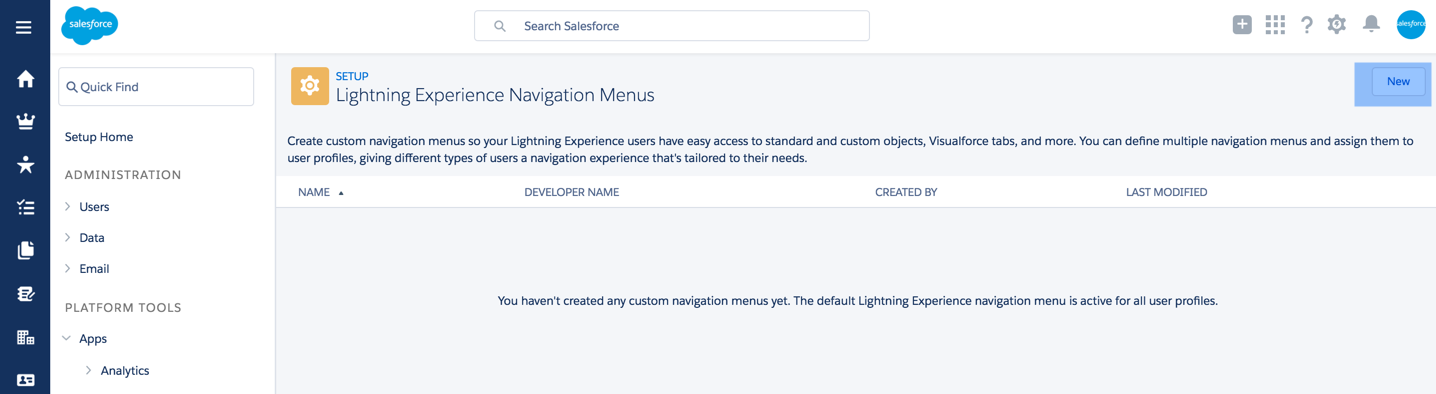 salesforce
Search Salesforce
salesforce
Quick Find
Setup Home
ADMINISTRATION
Users
Data
Email
PLATFORM TOOLS
Apps
Analytics
SETUP
Lightning Experience Navigation Menus
New
Create custom navigation menus so your Lightning Experience users have easy access to standard and custom objects, Visualforce tabs, and more. You can define multiple navigation menus and assign them to
user profiles, giving different types of users a navigation experience that's tailored to their needs.
NAME DEVELOPER NAME CREATED BY LAST MODIFIED
You haven't created any custom navigation menus yet. The default Lightning Experience navigation menu is active for all user profiles.